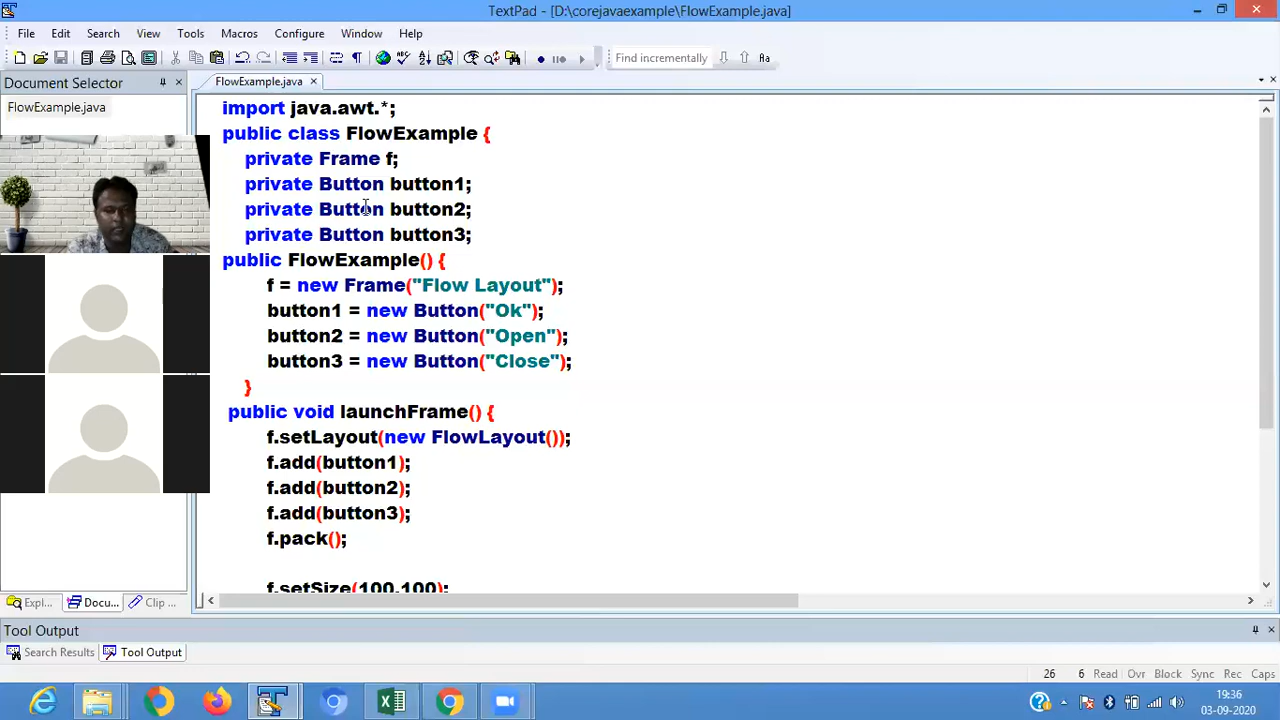 TextPad - [D:\corejavaexample\FlowExample.java]
File Edit Search View Tools Macros Configure Window Help
Find incrementally
Document Selector
FlowExample.java
FlowExample.java
import java.awt.*;
public class FlowExample {
private Frame f;
private Button button1;
private Button button2;
private Button button3;
public FlowExample() {
f = new Frame("Flow Layout");
button1 = new Button("Ok");
button2 = new Button("Open");
button3 = new Button("Close");
}
public void launchFrame() {
f.setLayout(new FlowLayout());
f.add(button1);
f.add(button2);
f.add(button3);
f.pack();
f.setSize(100,100);
Expl... Docu... Clip ...
Tool Output
Search Results Tool Output
26 6 Read Ovr Block Sync Rec Caps
19:36
03-09-2020